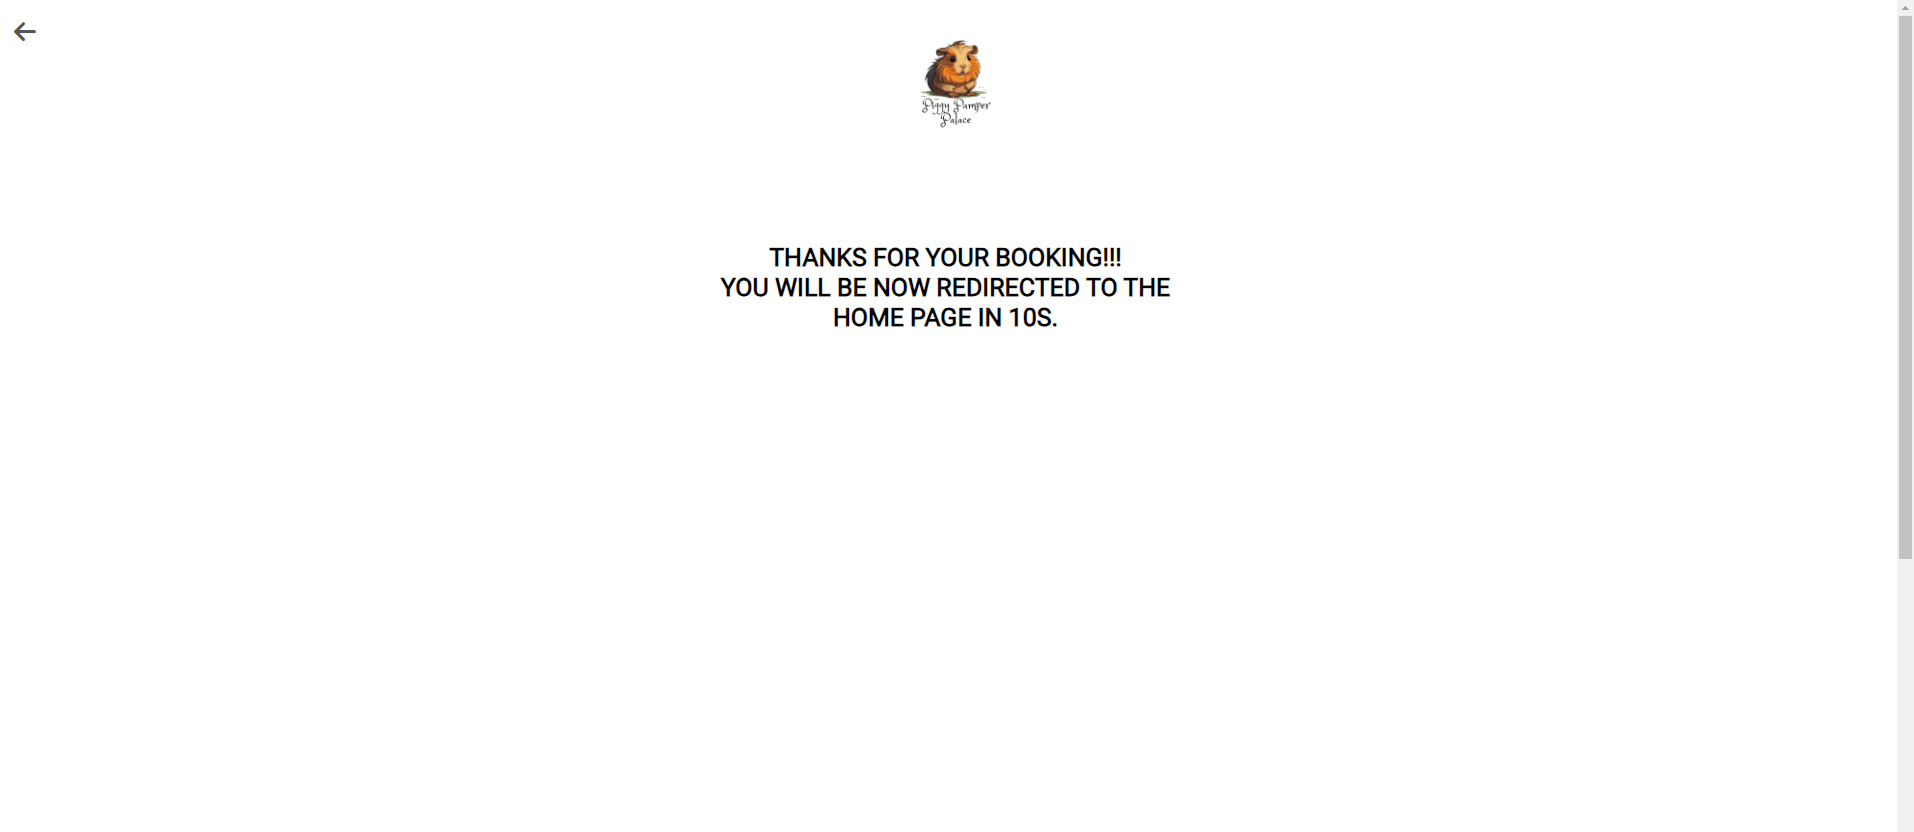 Piggy Pamper
Palace
THANKS FOR YOUR BOOKING!!!
YOU WILL BE NOW REDIRECTED TO THE
HOME PAGE IN 10S.